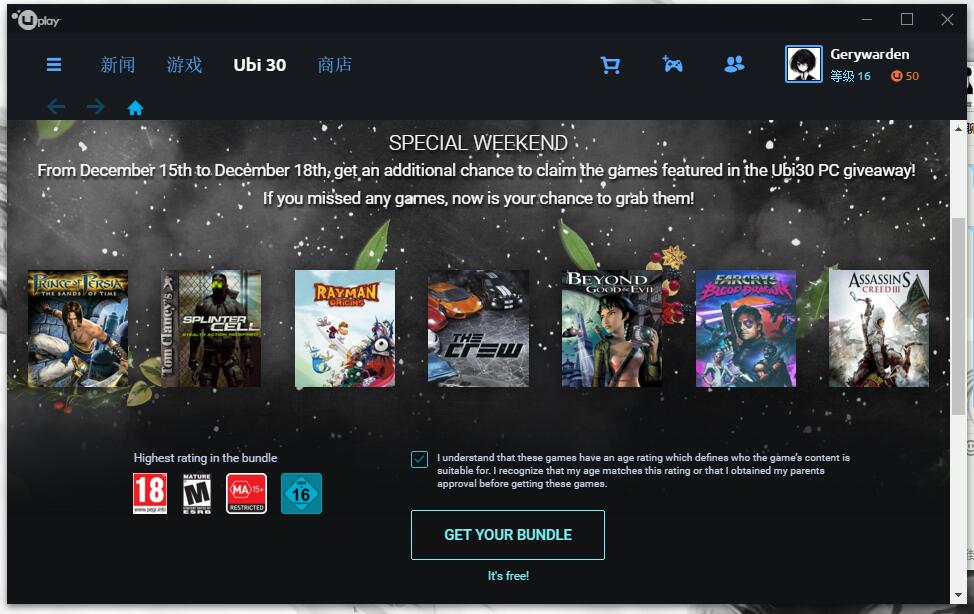 uplay
新闻
游戏
Ubi 30
商店
Gerywarden
等级 16
50
SPECIAL WEEKEND
From December 15th to December 18th, get an additional chance to claim the games featured in the Ubi30 PC giveaway!
If you missed any games, now is your chance to grab them!
PRINCE OF PERSIA
THE SANDS OF TIME
Tom Clancy's
SPLINTER CELL
STEALTH ACTION REDEFINED
RAYMAN
ORIGINS
THE CREW
BEYOND
GOOD & EVIL
FARCRY3
BLOOD DRAGON
ASSASSIN'S
CREED III
Highest rating in the bundle
18
www.pegi.info
MATURE
M
ESRB
MA 15+
RESTRICTED
USK
16
I understand that these games have an age rating which defines who the game's content is
suitable for. I recognize that my age matches this rating or that I obtained my parents
approval before getting these games.
GET YOUR BUNDLE
It's free!